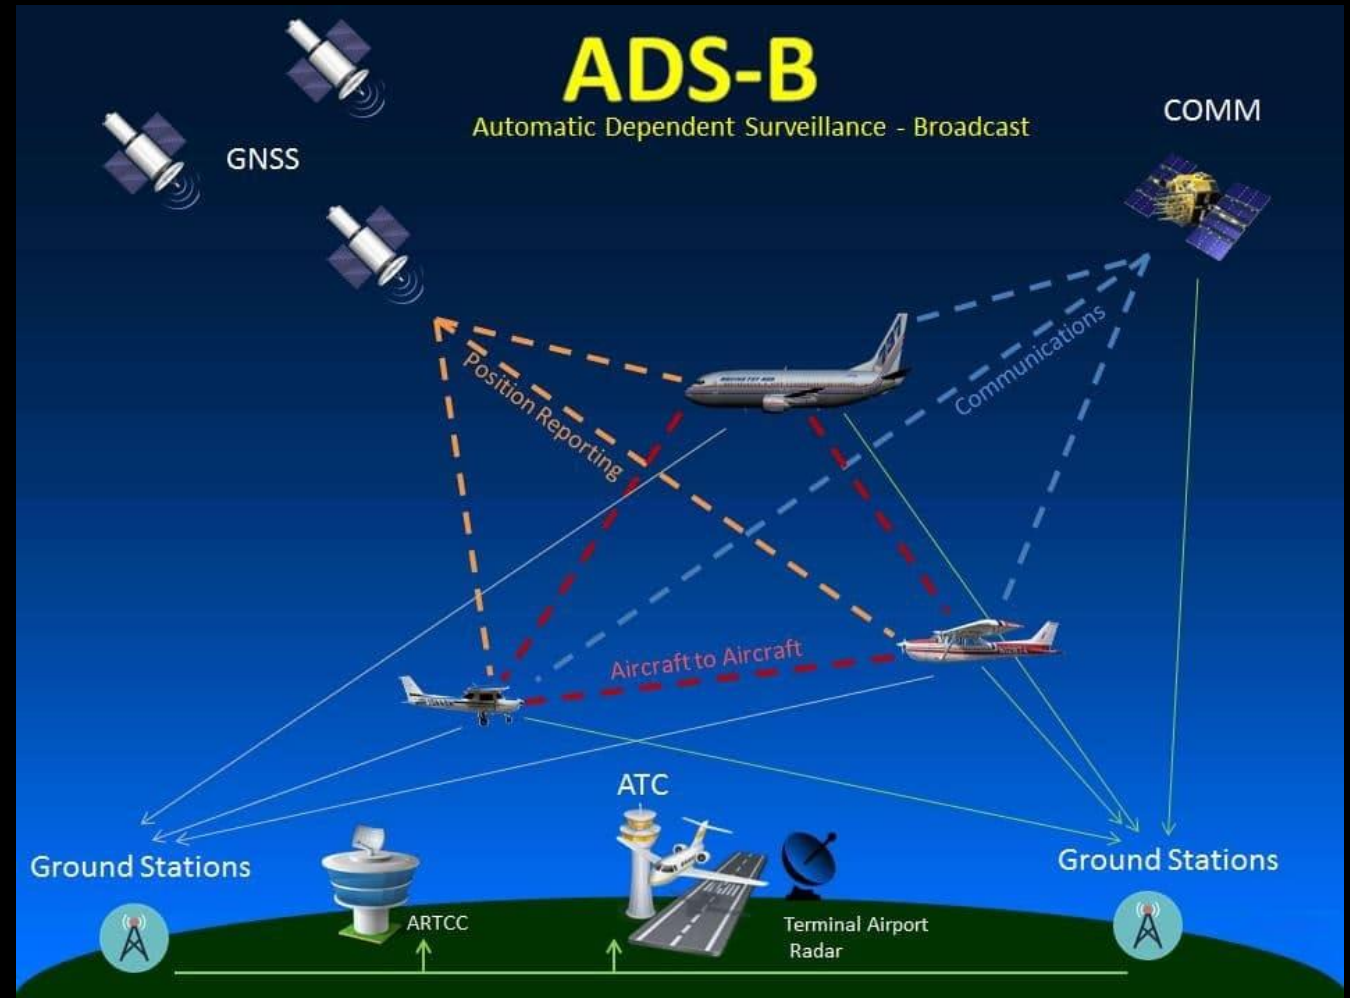 ADS-B
Automatic Dependent Surveillance - Broadcast
COMM
GNSS
Communications
Position Reporting
Aircraft to Aircraft
ATC
Ground Stations
Ground Stations
ARTCC
Terminal Airport
Radar